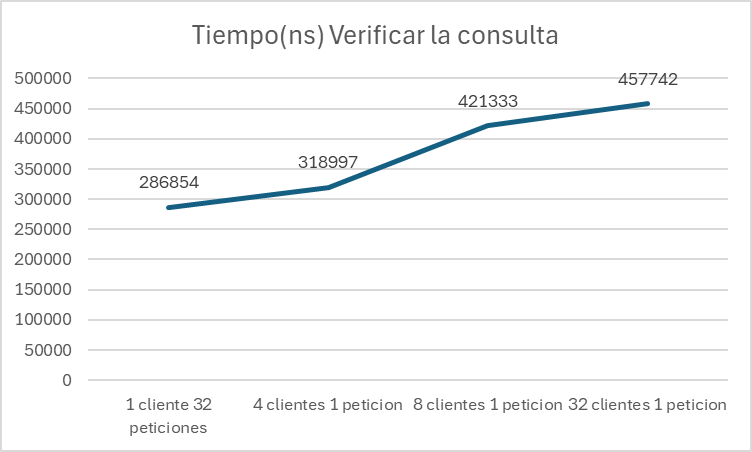 Tiempo(ns) Verificar la consulta
500000
450000
400000
350000
300000
250000
200000
150000
100000
50000
0
286854
318997
421333
457742
1 cliente 32
peticiones
4 clientes 1 peticion
8 clientes 1 peticion
32 clientes 1 peticion